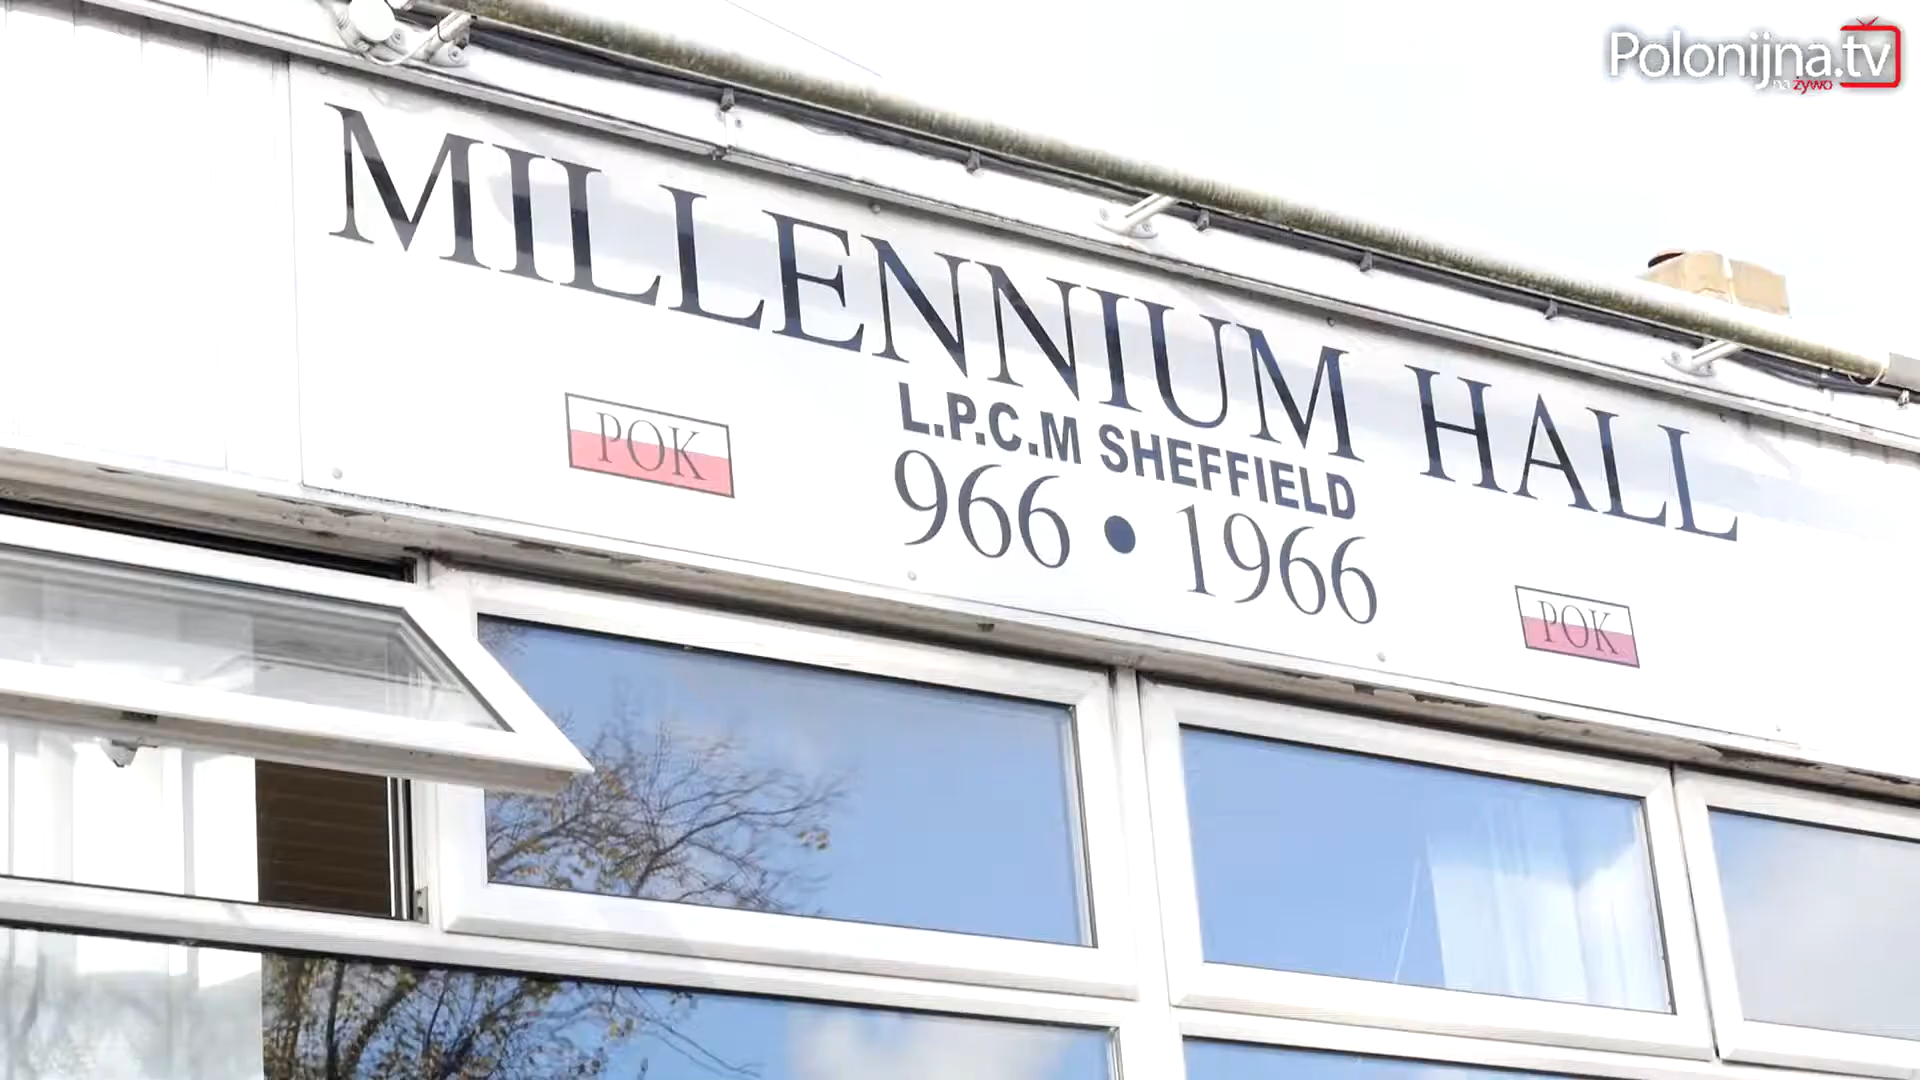 Polonijna.tv
na żywo
MILLENNIUM HALL
L.P.C.M SHEFFIELD
966 • 1966
POK
POK